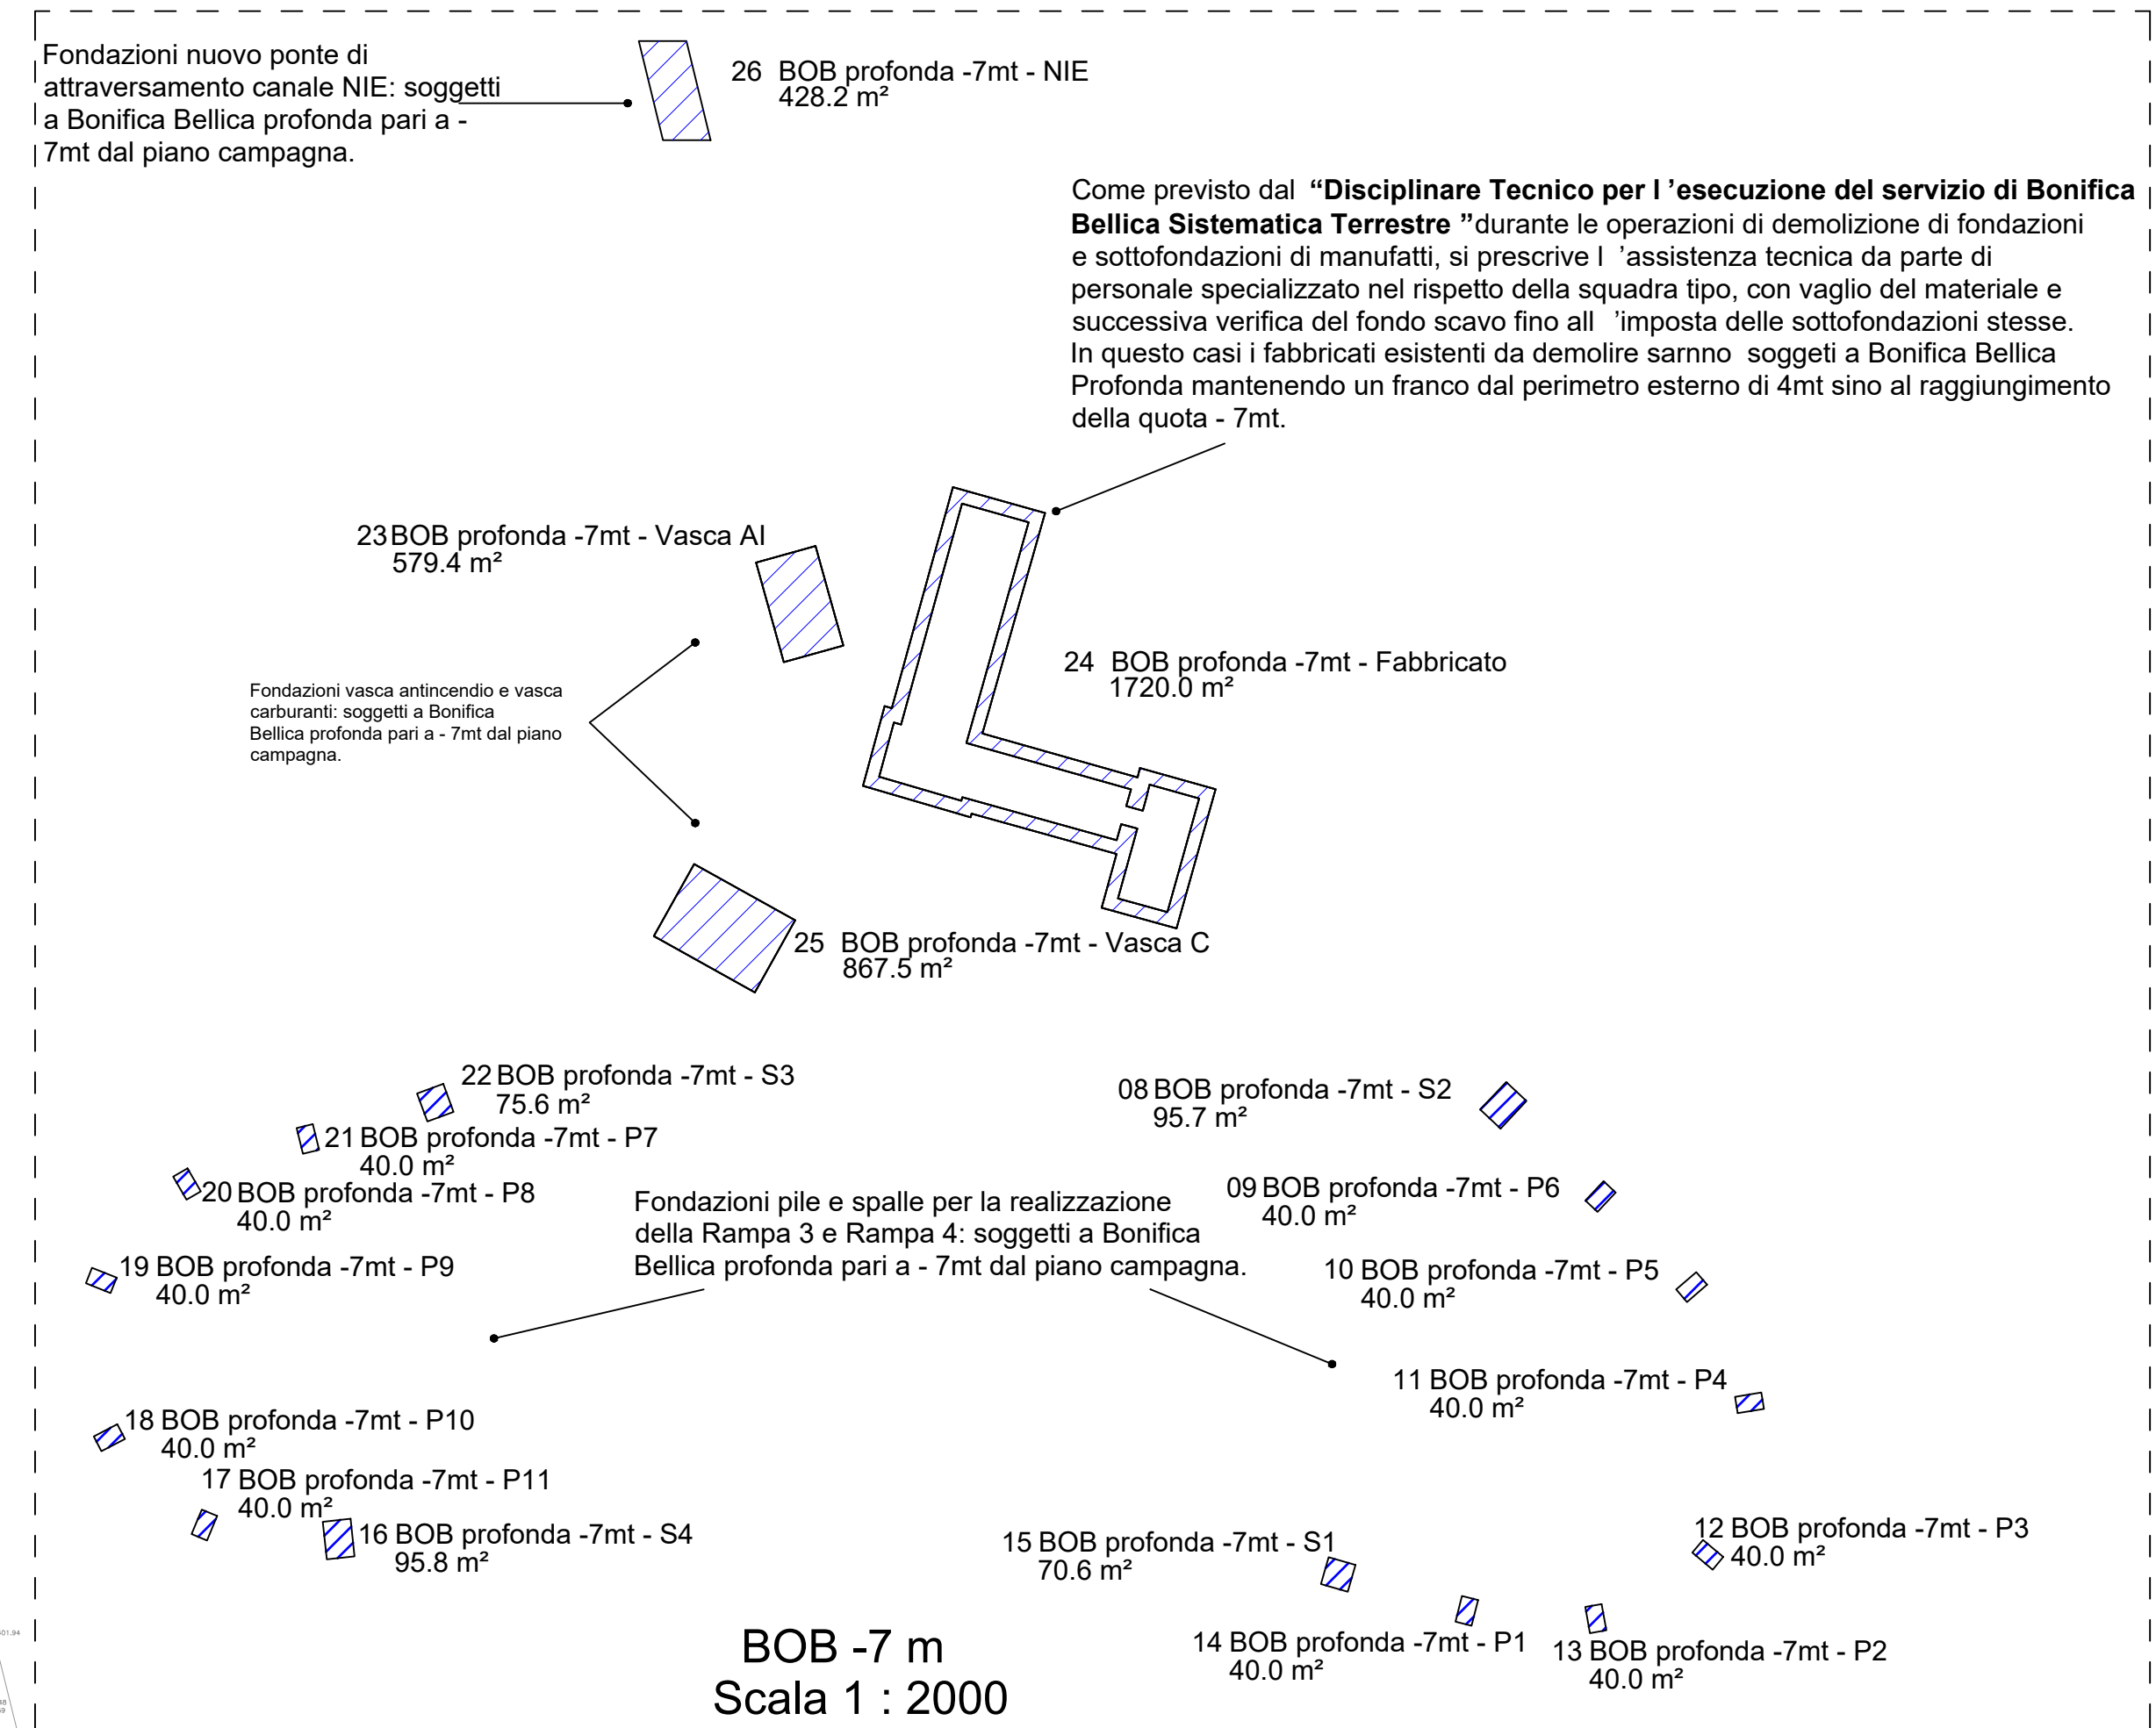 Fondazioni nuovo ponte di
attraversamento canale NIE: soggetti
a Bonifica Bellica profonda pari a -
7mt dal piano campagna.
26 BOB profonda -7mt - NIE
428.2 m²
Come previsto dal “Disciplinare Tecnico per l ’esecuzione del servizio di Bonifica
Bellica Sistematica Terrestre ”durante le operazioni di demolizione di fondazioni
e sottofondazioni di manufatti, si prescrive l ’assistenza tecnica da parte di
personale specializzato nel rispetto della squadra tipo, con vaglio del materiale e
successiva verifica del fondo scavo fino all ’imposta delle sottofondazioni stesse.
In questo casi i fabbricati esistenti da demolire sarnno soggeti a Bonifica Bellica
Profonda mantenendo un franco dal perimetro esterno di 4mt sino al raggiungimento
della quota - 7mt.
23 BOB profonda -7mt - Vasca AI
579.4 m²
24 BOB profonda -7mt - Fabbricato
1720.0 m²
Fondazioni vasca antincendio e vasca
carburanti: soggetti a Bonifica
Bellica profonda pari a - 7mt dal piano
campagna.
25 BOB profonda -7mt - Vasca C
867.5 m²
22 BOB profonda -7mt - S3
75.6 m²
08 BOB profonda -7mt - S2
95.7 m²
21 BOB profonda -7mt - P7
40.0 m²
20 BOB profonda -7mt - P8
40.0 m²
Fondazioni pile e spalle per la realizzazione
della Rampa 3 e Rampa 4: soggetti a Bonifica
Bellica profonda pari a - 7mt dal piano campagna.
09 BOB profonda -7mt - P6
40.0 m²
19 BOB profonda -7mt - P9
40.0 m²
10 BOB profonda -7mt - P5
40.0 m²
11 BOB profonda -7mt - P4
40.0 m²
18 BOB profonda -7mt - P10
40.0 m²
17 BOB profonda -7mt - P11
40.0 m²
16 BOB profonda -7mt - S4
95.8 m²
15 BOB profonda -7mt - S1
70.6 m²
12 BOB profonda -7mt - P3
40.0 m²
14 BOB profonda -7mt - P1
40.0 m²
13 BOB profonda -7mt - P2
40.0 m²
BOB -7 m
Scala 1 : 2000